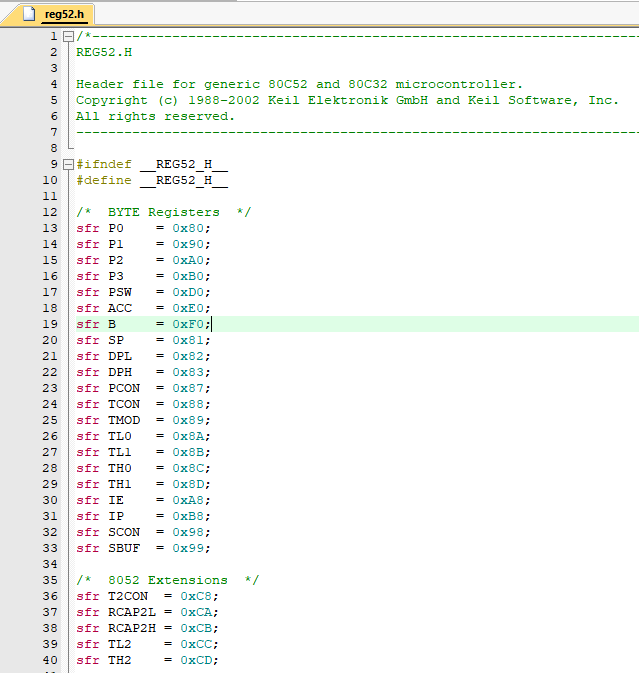 reg52.h
1 /*--------------------------------------------------------------------------
2 REG52.H
3
4 Header file for generic 80C52 and 80C32 microcontroller.
5 Copyright (c) 1988-2002 Keil Elektronik GmbH and Keil Software, Inc.
6 All rights reserved.
7 --------------------------------------------------------------------------
8
9 #ifndef __REG52_H__
10 #define __REG52_H__
11
12 /*  BYTE Registers  */
13 sfr P0    = 0x80;
14 sfr P1    = 0x90;
15 sfr P2    = 0xA0;
16 sfr P3    = 0xB0;
17 sfr PSW   = 0xD0;
18 sfr ACC   = 0xE0;
19 sfr B     = 0xF0;
20 sfr SP    = 0x81;
21 sfr DPL   = 0x82;
22 sfr DPH   = 0x83;
23 sfr PCON  = 0x87;
24 sfr TCON  = 0x88;
25 sfr TMOD  = 0x89;
26 sfr TL0   = 0x8A;
27 sfr TL1   = 0x8B;
28 sfr TH0   = 0x8C;
29 sfr TH1   = 0x8D;
30 sfr IE    = 0xA8;
31 sfr IP    = 0xB8;
32 sfr SCON  = 0x98;
33 sfr SBUF  = 0x99;
34
35 /*  8052 Extensions  */
36 sfr T2CON  = 0xC8;
37 sfr RCAP2L = 0xCA;
38 sfr RCAP2H = 0xCB;
39 sfr TL2    = 0xCC;
40 sfr TH2    = 0xCD;